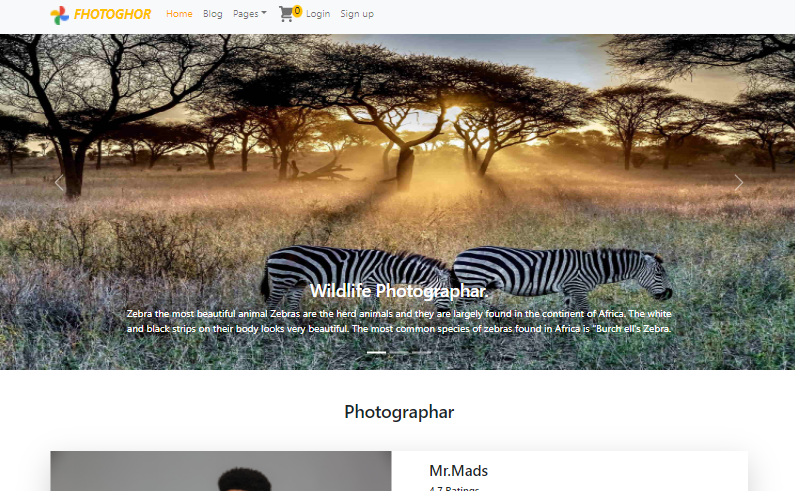 FHOTOGHOR Home Blog Pages 0 Login Sign up
Wildlife Photographar.
Zebra the most beautiful animal Zebras are the herd animals and they are largely found in the continent of Africa. The white
and black strips on their body looks very beautiful. The most common species of zebras found in Africa is "Burch ell's Zebra.
Photographar
Mr.Mads
4.7 Ratings